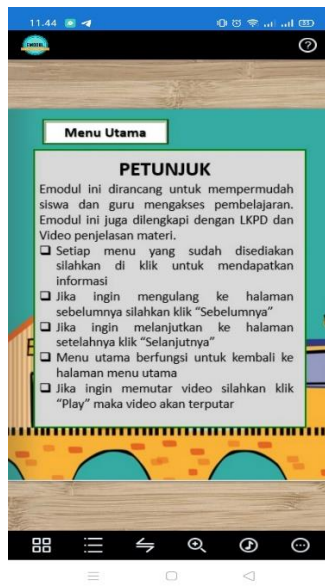 11.44
EMODUL
Menu Utama
PETUNJUK
Emodul ini dirancang untuk mempermudah
siswa dan guru mengakses pembelajaran.
Emodul ini juga dilengkapi dengan LKPD dan
Video penjelasan materi.
❑ Setiap menu yang sudah disediakan
silahkan di klik untuk mendapatkan
informasi
❑ Jika ingin mengulang ke halaman
sebelumnya silahkan klik “Sebelumnya”
❑ Jika ingin melanjutkan ke halaman
setelahnya klik “Selanjutnya”
❑ Menu utama berfungsi untuk kembali ke
halaman menu utama
❑ Jika ingin memutar video silahkan klik
“Play” maka video akan terputar